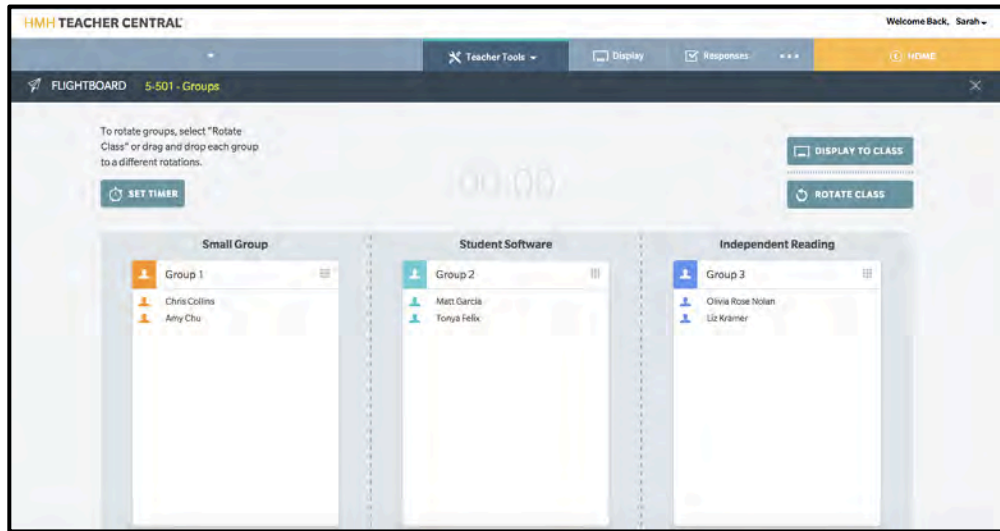 HMH TEACHER CENTRAL
Welcome Back, Sarah
Teacher Tools
Display
Responses
HOME
FLIGHTBOARD 5-501 - Groups
To rotate groups, select "Rotate
Class" or drag and drop each group
to a different rotations.
SET TIMER
00:00
DISPLAY TO CLASS
ROTATE CLASS
Small Group
Student Software
Independent Reading
Group 1
Group 2
Group 3
Chris Collins
Matt Garcia
Olivia Rose Nolan
Amy Chu
Tonya Felix
Liz Kramer